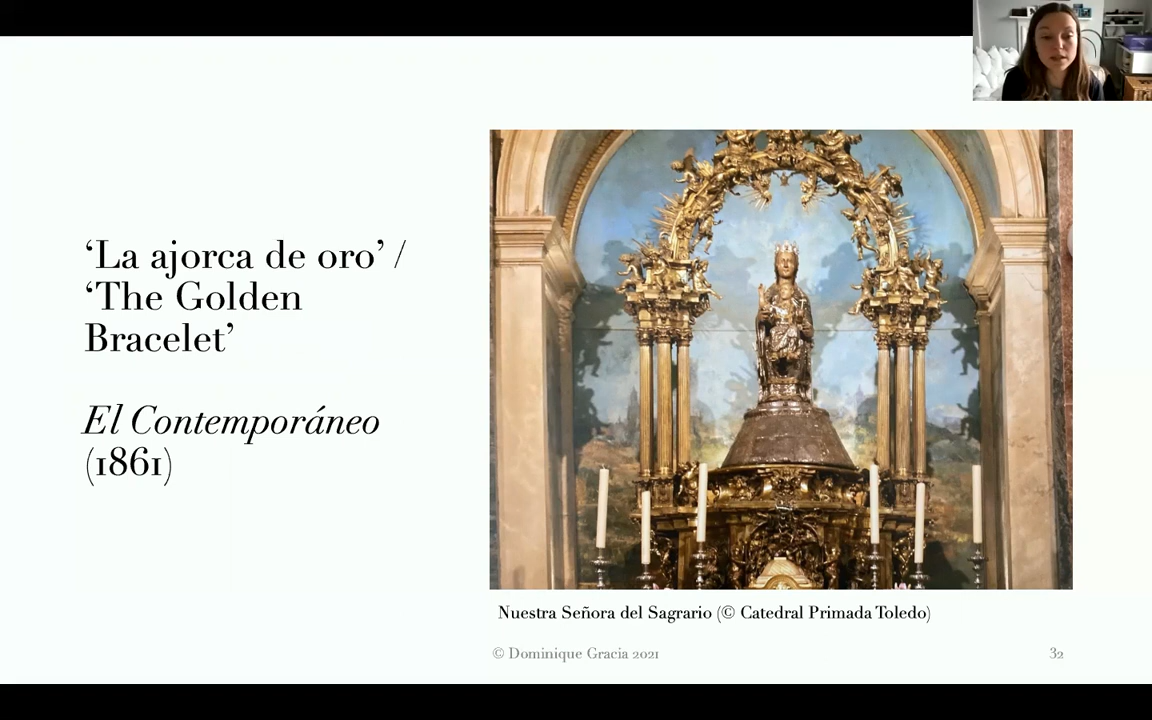 ‘La ajorca de oro’ /
‘The Golden
Bracelet’
El Contemporáneo
(1861)
Nuestra Señora del Sagrario (© Catedral Primada Toledo)
© Dominique Gracia 2021
32